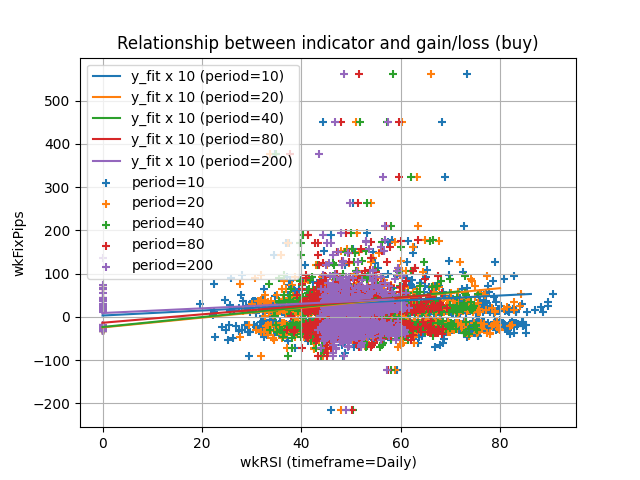 Relationship between indicator and gain/loss (buy)
y_fit x 10 (period=10)
y_fit x 10 (period=20)
y_fit x 10 (period=40)
y_fit x 10 (period=80)
y_fit x 10 (period=200)
period=10
period=20
period=40
period=80
period=200
wkFixPips
500
400
300
200
100
0
−100
−200
0 20 40 60 80
wkRSI (timeframe=Daily)